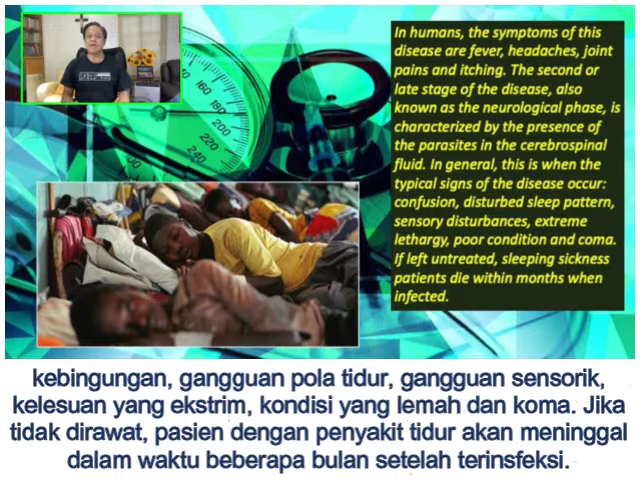 In humans, the symptoms of this
disease are fever, headaches, joint
pains and itching. The second or
late stage of the disease, also
known as the neurological phase, is
characterized by the presence of
the parasites in the cerebrospinal
fluid. In general, this is when the
typical signs of the disease occur:
confusion, disturbed sleep pattern,
sensory disturbances, extreme
lethargy, poor condition and coma.
If left untreated, sleeping sickness
patients die within months when
infected.
160
180
200
220
240
kebingungan, gangguan pola tidur, gangguan sensorik,
kelesuan yang ekstrim, kondisi yang lemah dan koma. Jika
tidak dirawat, pasien dengan penyakit tidur akan meninggal
dalam waktu beberapa bulan setelah terinsfeksi.